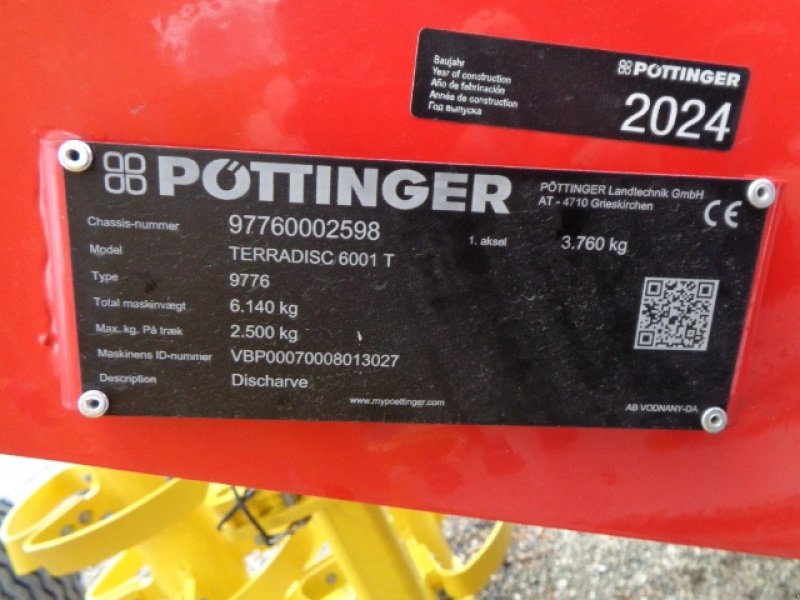 Baujahr
Year of construction
Año de fabricación
Année de construction
Год выпуска
PÖTTINGER
2024
PÖTTINGER
PÖTTINGER Landtechnik GmbH
AT - 4710 Grieskirchen
CE
Chassis-nummer 97760002598 1. aksel 3.760 kg
Model TERRADISC 6001 T
Type 9776
Total maskinvægt 6.140 kg
Max. kg. På træk 2.500 kg
Maskinens ID-nummer VBP00070008013027
Description Discharve
www.mypoettinger.com
AB VODNANY-DA